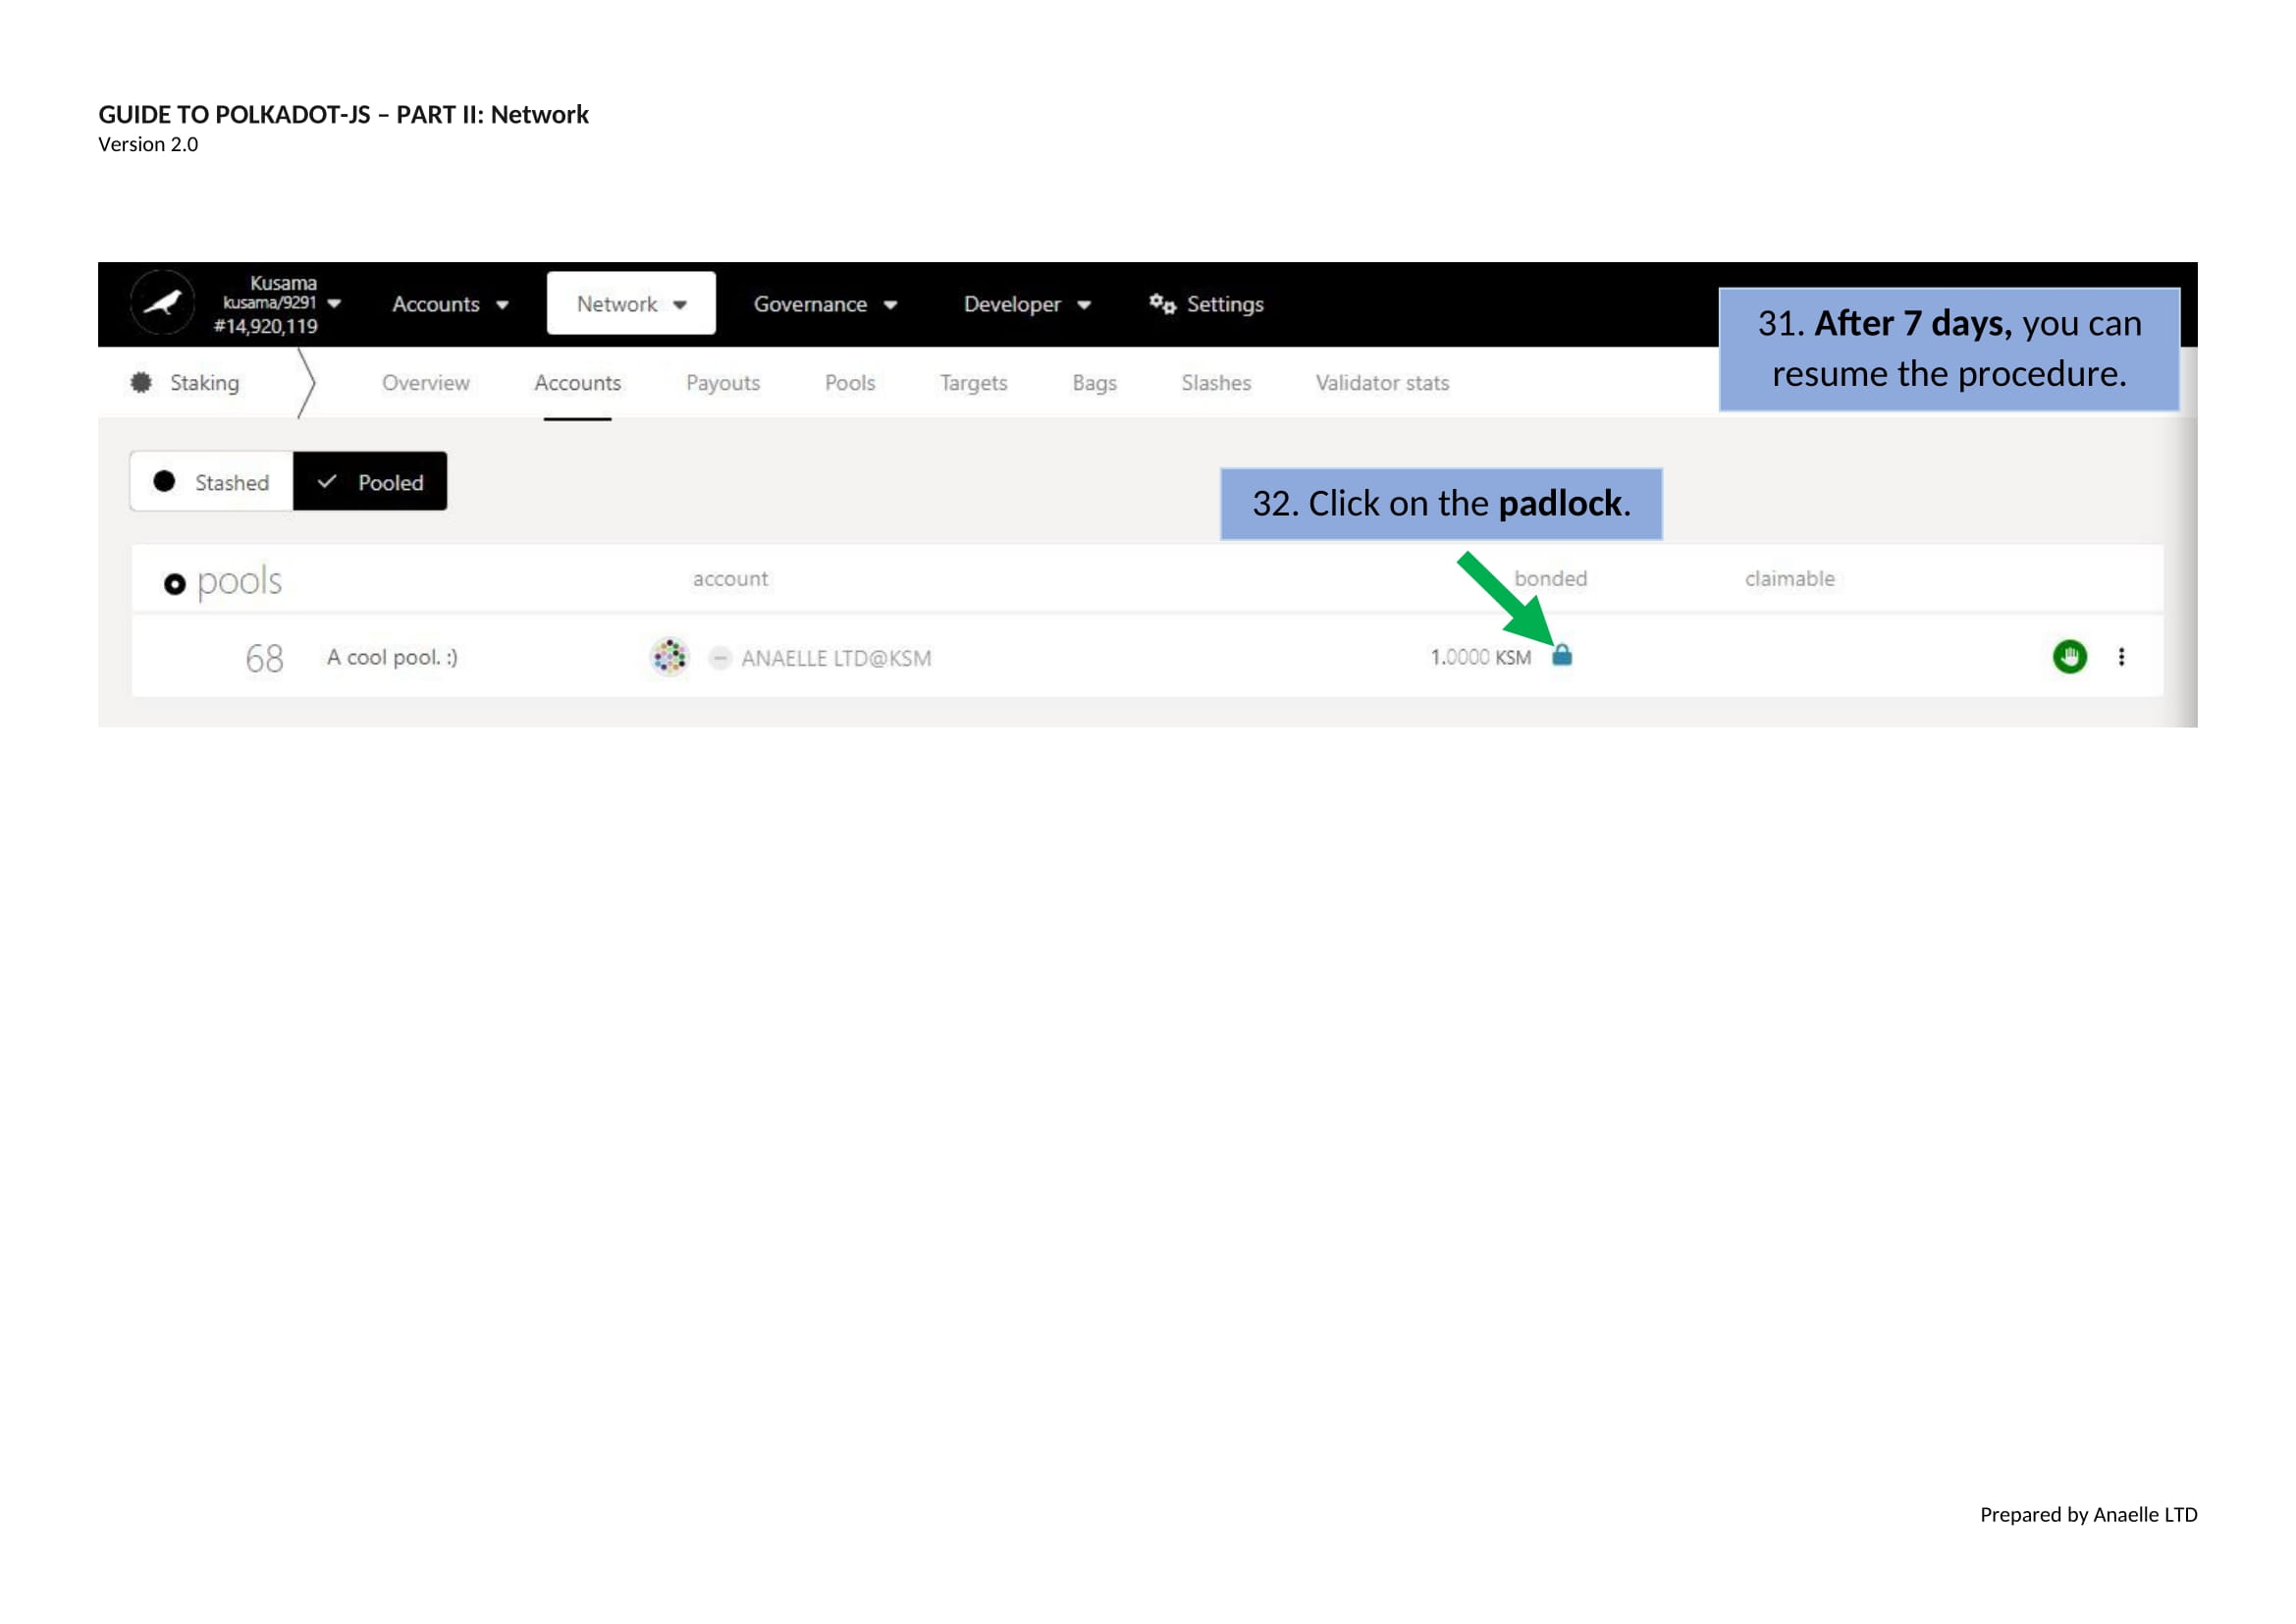 GUIDE TO POLKADOT-JS – PART II: Network
Version 2.0
Kusama
kusama/9291
#14,920,119
Accounts
Network
Governance
Developer
Settings
31. After 7 days, you can
resume the procedure.
Staking
Overview
Accounts
Payouts
Pools
Targets
Bags
Slashes
Validator stats
Stashed
Pooled
32. Click on the padlock.
pools
account
bonded
claimable
68
A cool pool. :)
ANAELLE LTD@KSM
1.0000 KSM
Prepared by Anaelle LTD